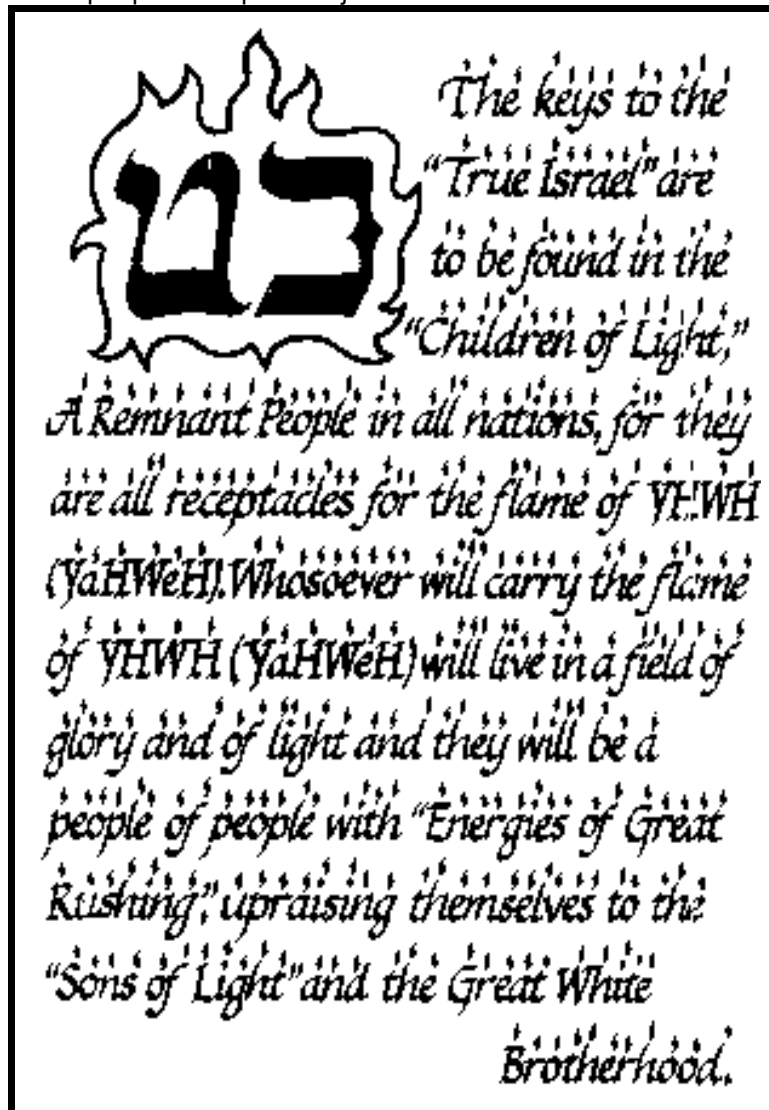 כט
The keys to the
“True Israel” are
to be found in the
“Children of Light,”
A Remnant People in all nations, for they
are all receptacles for the flame of YHWH
(YaHWeH). Whosoever will carry the flame
of YHWH (YaHWeH) will live in a field of
glory and of light and they will be a
people of people with “Energies of Great
Rushing”, upraising themselves to the
“Sons of Light” and the Great White
Brotherhood.